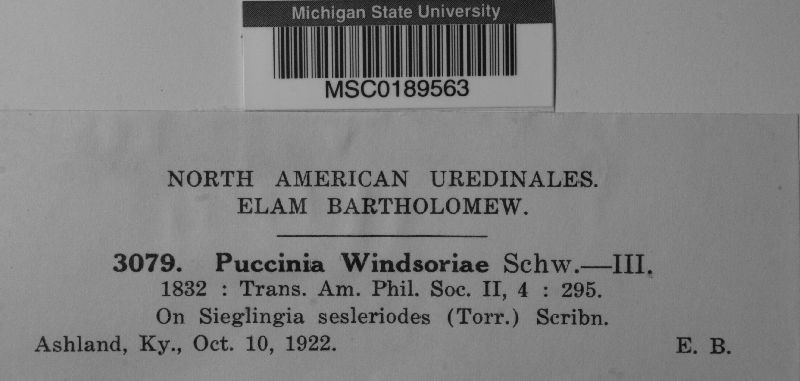 Michigan State University
MSC0189563
NORTH AMERICAN UREDINALES.
ELAM BARTHOLOMEW.
3079. Puccinia Windsoriae Schw.—III.
1832 : Trans. Am. Phil. Soc. II, 4 : 295.
On Sieglingia sesleriodes (Torr.) Scribn.
Ashland, Ky., Oct. 10, 1922. E. B.